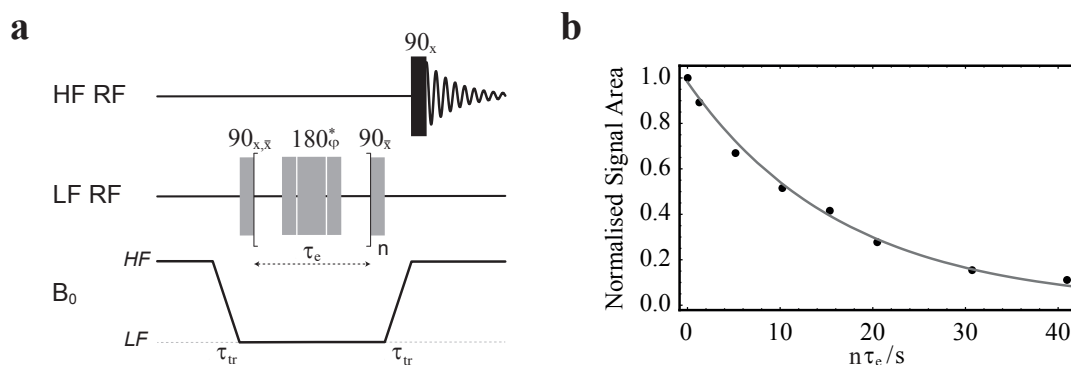 a
90x
HF RF
90x,x̄ 180*φ 90x̄
LF RF
n
τe
HF
B0
LF
τtr τtr
b
Normalised Signal Area
1.0
0.8
0.6
0.4
0.2
0.0
0 10 20 30 40
nτe/s